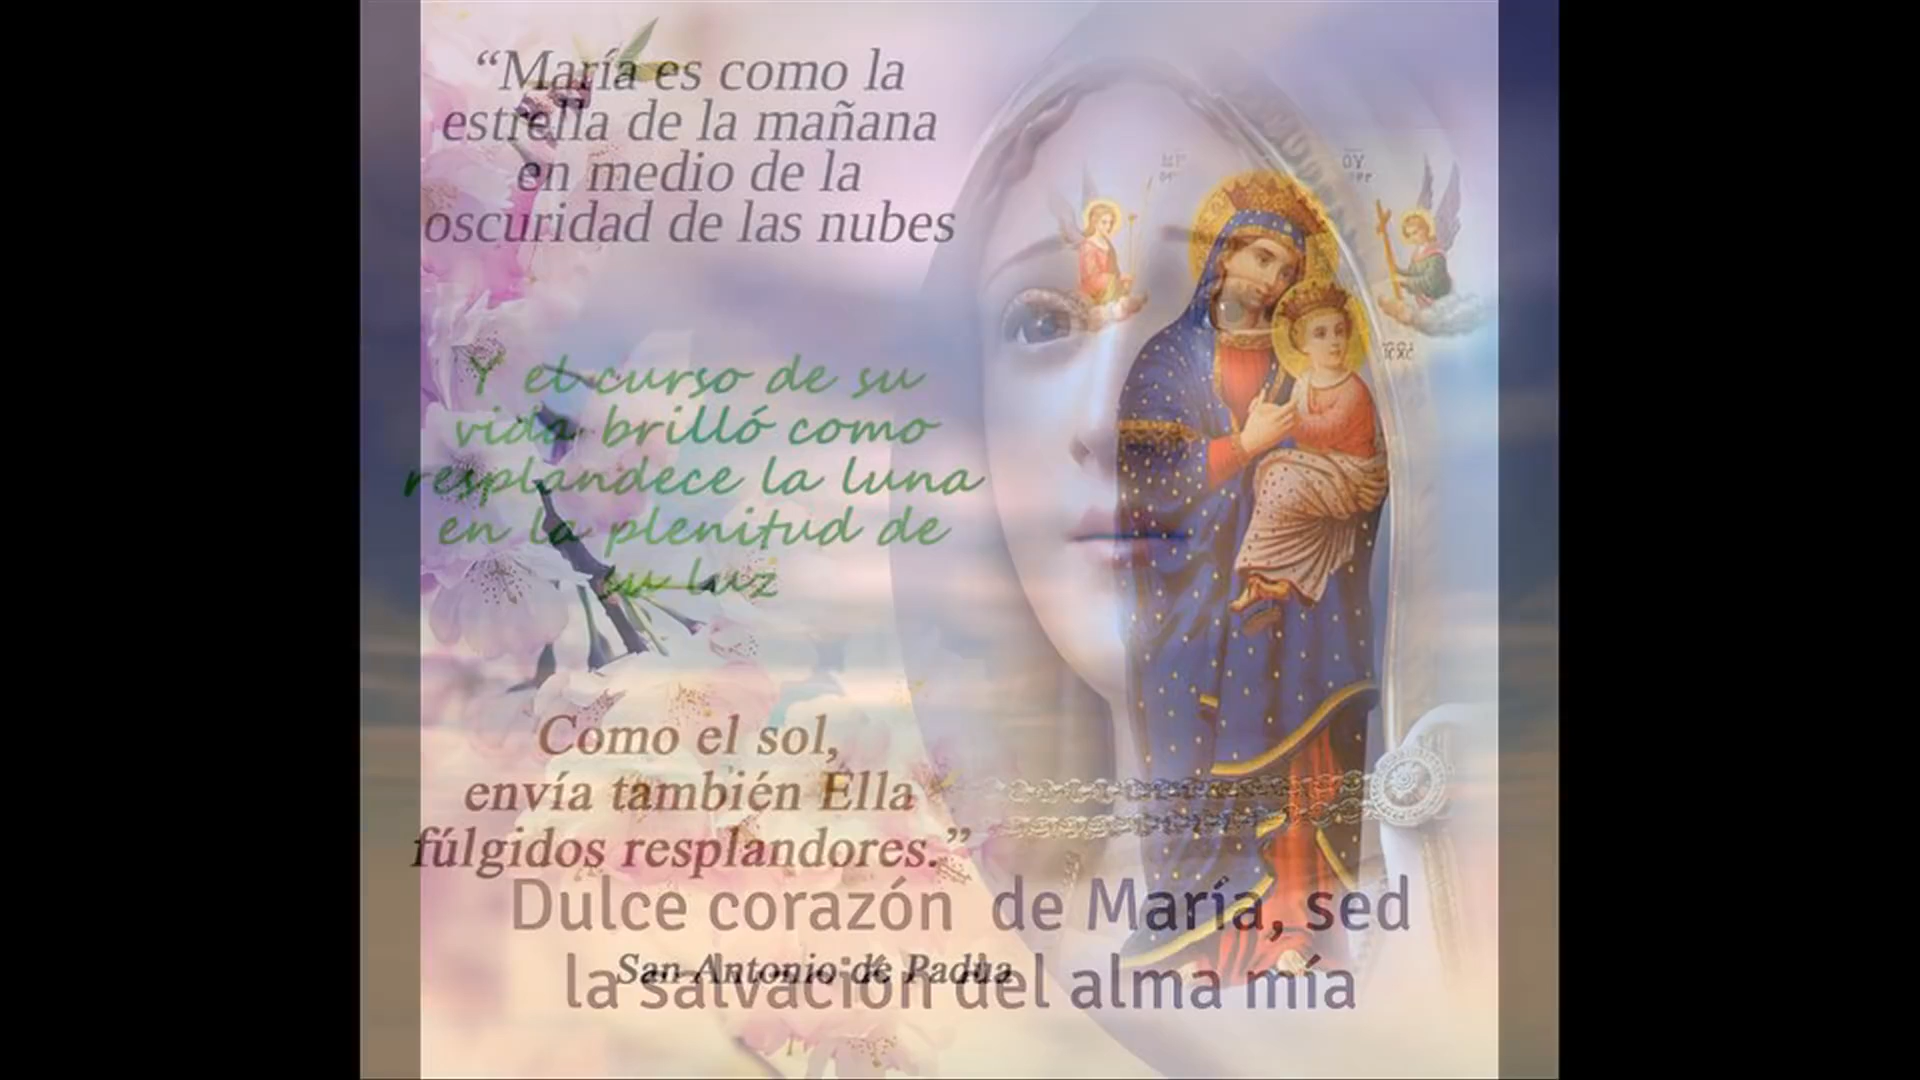 “María es como la
estrella de la mañana
en medio de la
oscuridad de las nubes
Y el curso de su
vida brilló como
resplandece la luna
en la plenitud de
su luz
Como el sol,
envía también Ella
fúlgidos resplandores.”
Dulce corazón de María, sed
San Antonio de Padua
la salvación del alma mía